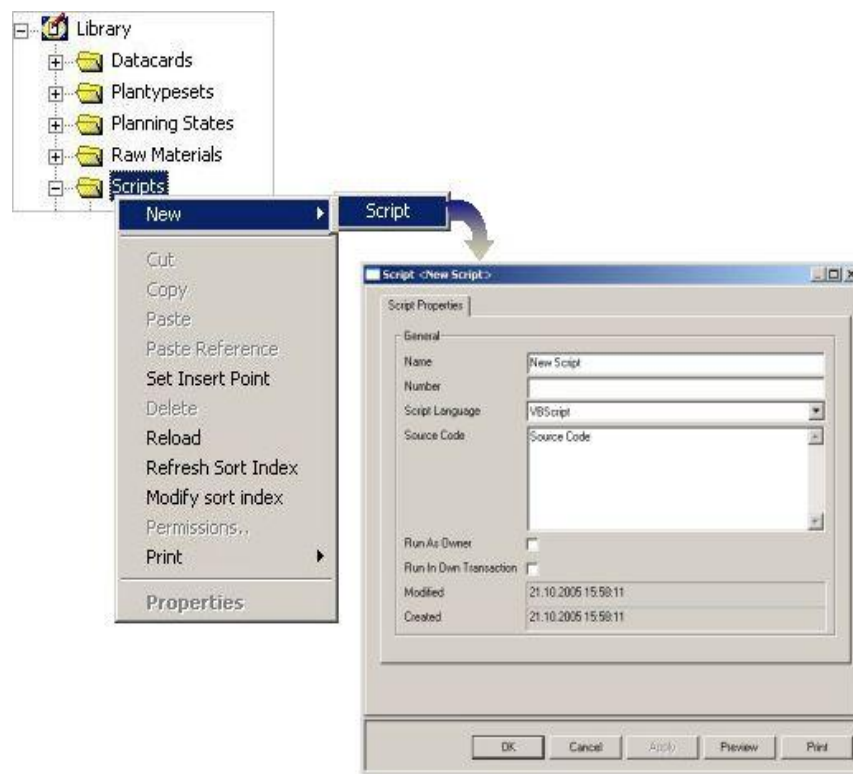 Library
Datacards
Plantypesets
Planning States
Raw Materials
Scripts
New
Script
Cut
Copy
Paste
Paste Reference
Set Insert Point
Delete
Reload
Refresh Sort Index
Modify sort index
Permissions..
Print
Properties
Script <New Script>
Script Properties
General
Name New Script
Number
Script Language VBScript
Source Code Source Code
Run As Owner
Run In Own Transaction
Modified 21.10.2005 15:58:11
Created 21.10.2005 15:58:11
OK Cancel Apply Preview Print